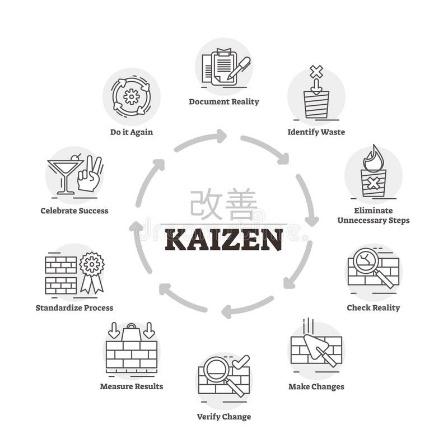 Document Reality
Identify Waste
Eliminate
Unnecessary Steps
Check Reality
Make Changes
Verify Change
Measure Results
Standardize Process
Celebrate Success
Do it Again
改善
KAIZEN